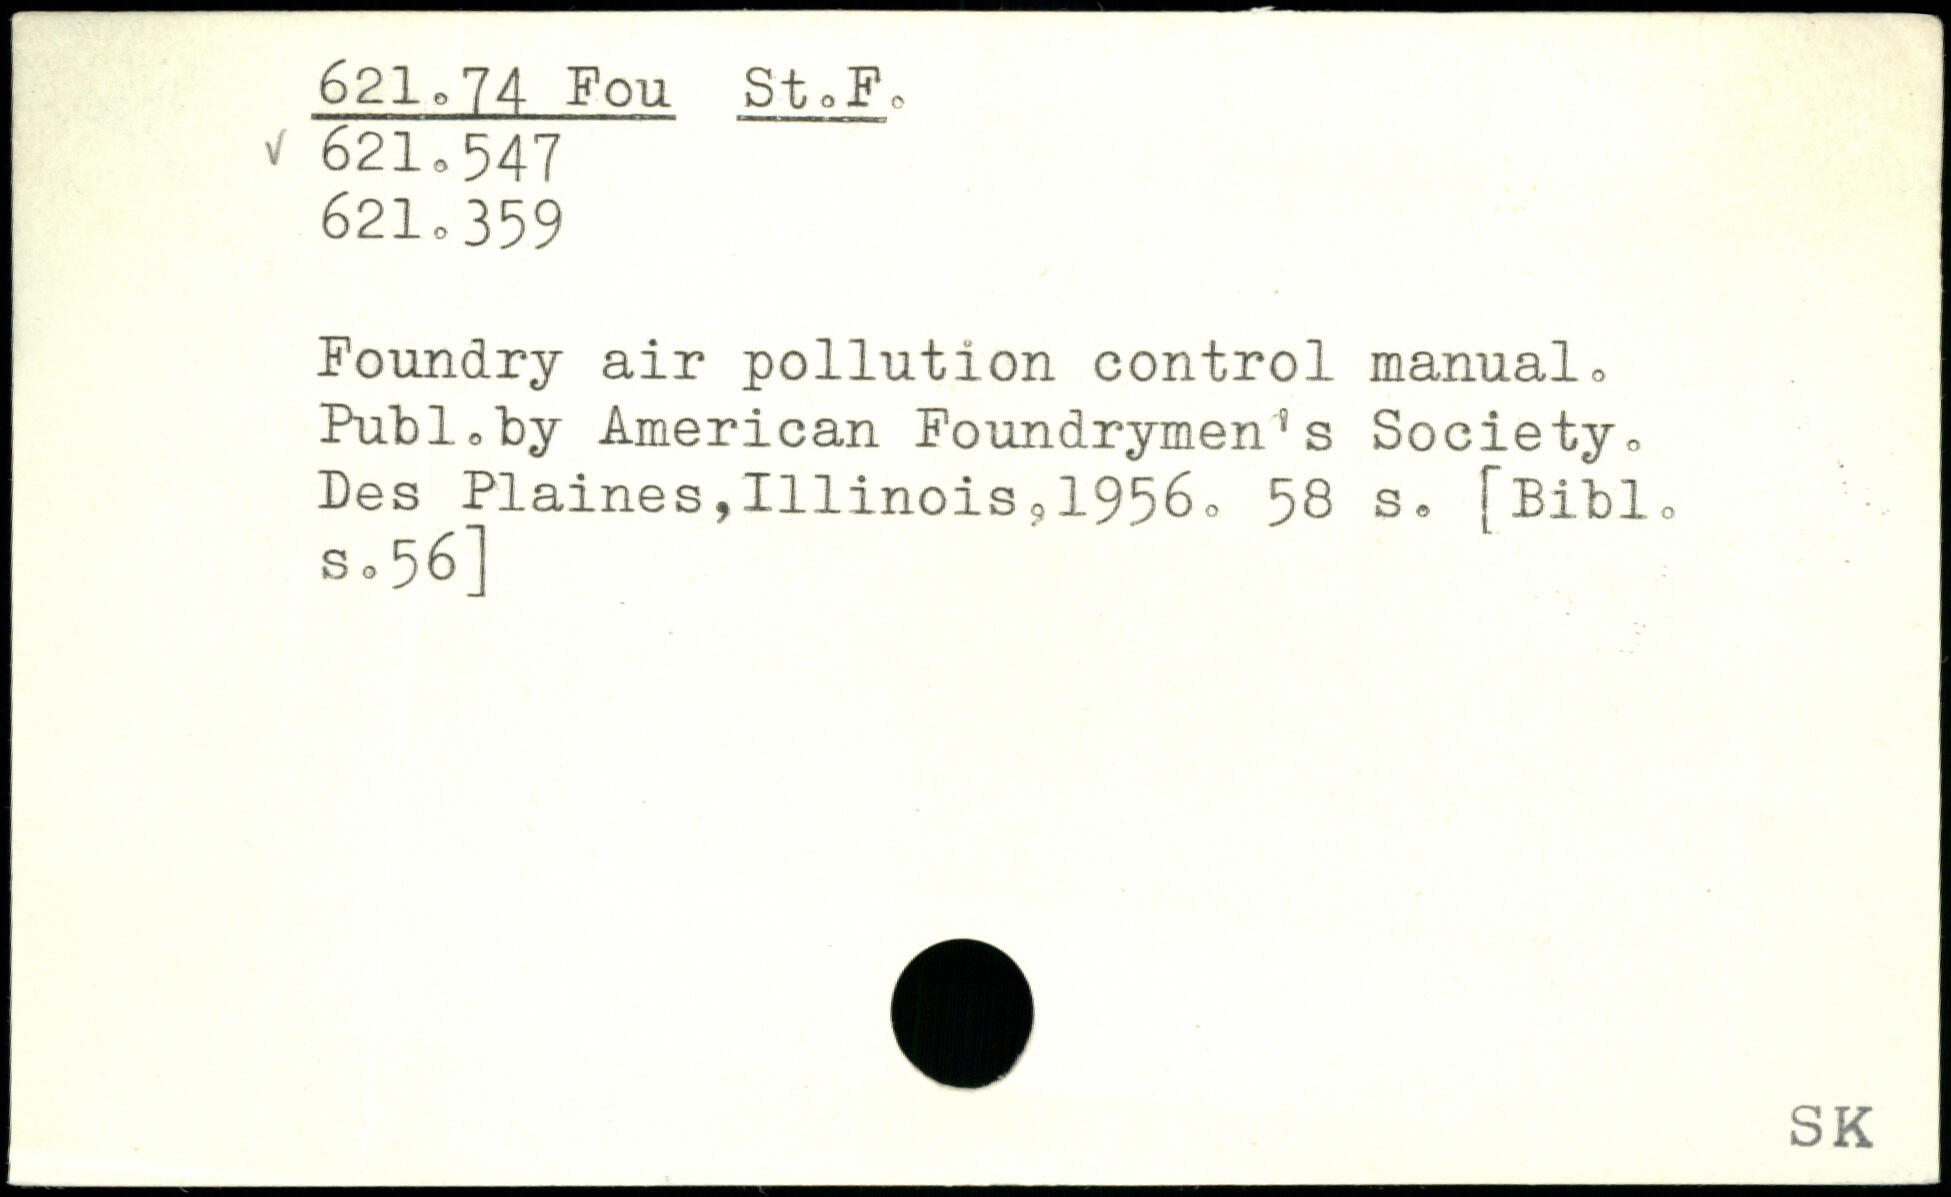 621.74 Fou St.F.
✓ 621.547
621.359
Foundry air pollution control manual.
Publ.by American Foundrymen's Society.
Des Plaines,Illinois,1956. 58 s. [Bibl.
s.56]
SK